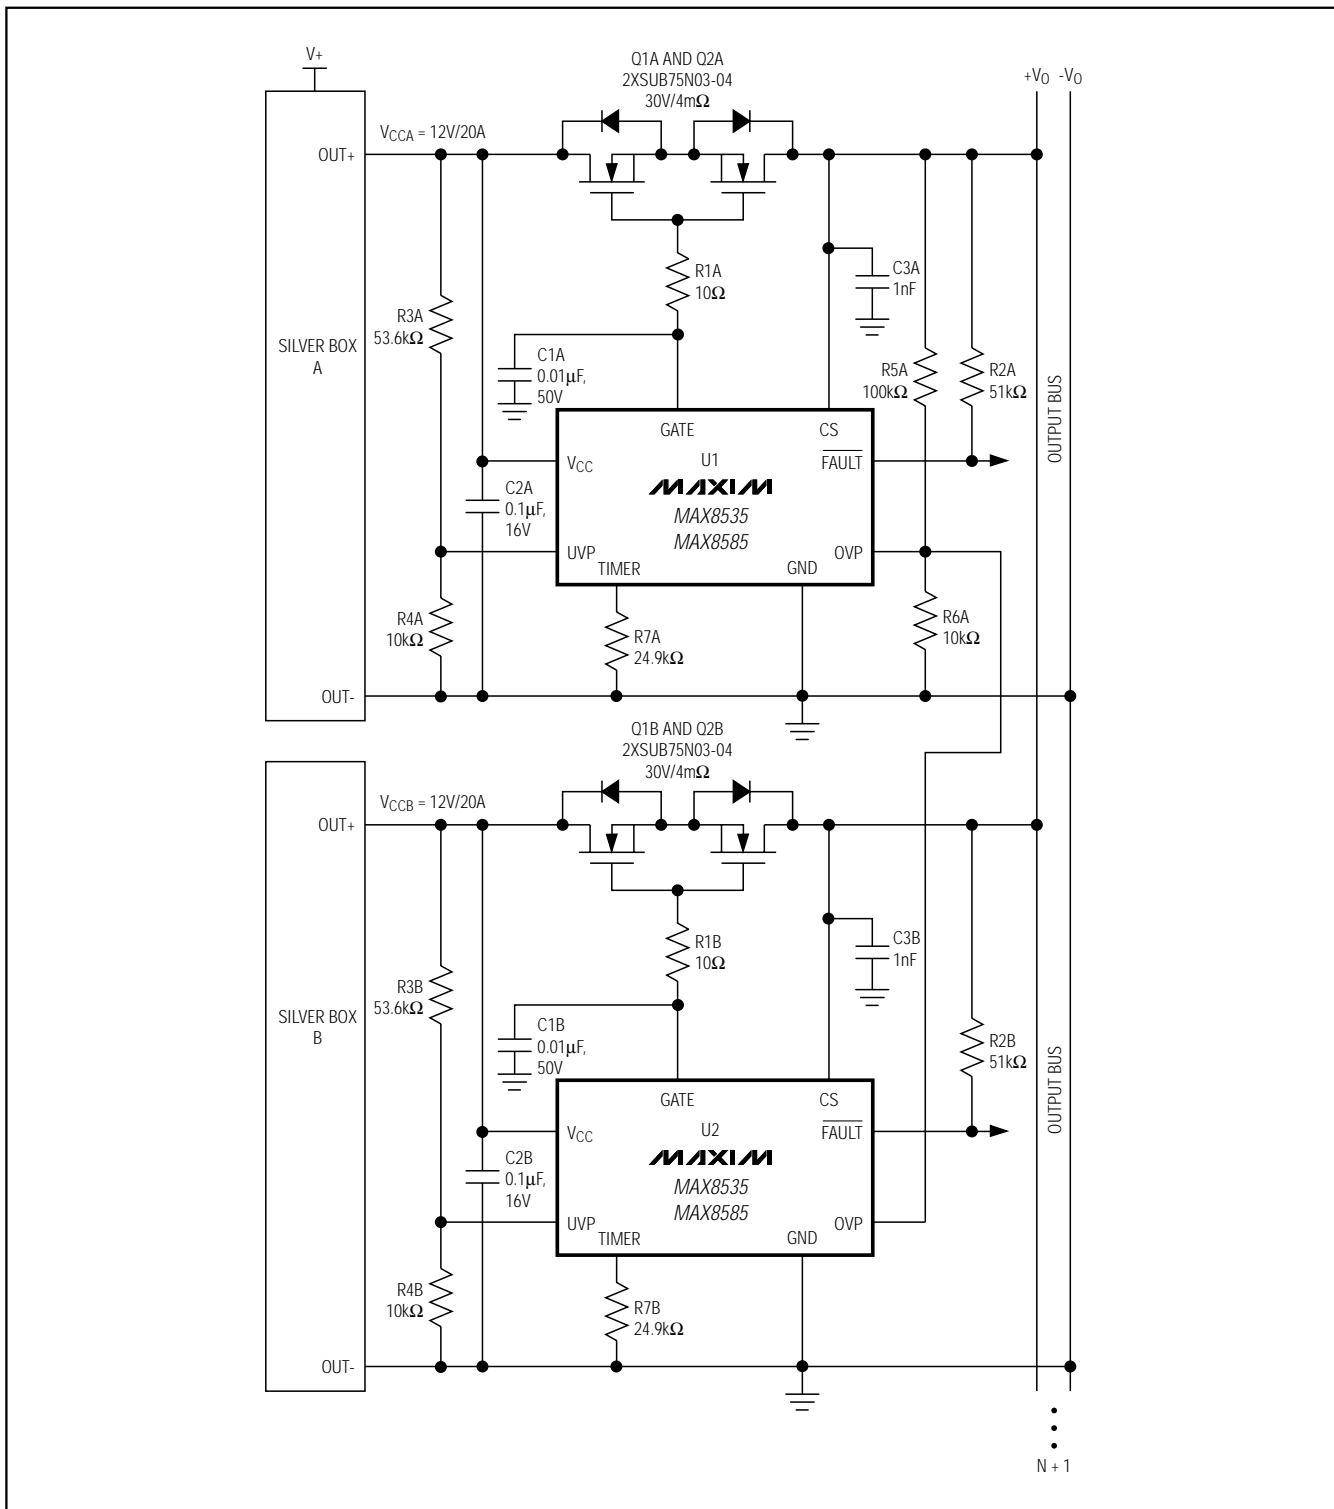 V+
Q1A AND Q2A
2XSUB75N03-04
30V/4mΩ
+VO -VO
VCCA = 12V/20A
OUT+
R1A
10Ω
C3A
1nF
R3A
53.6kΩ
SILVER BOX
A
C1A
0.01μF,
50V
R5A
100kΩ
R2A
51kΩ
OUTPUT BUS
GATE
CS
VCC
U1
FAULT
MAXIM
MAX8535
MAX8585
C2A
0.1μF,
16V
UVP
OVP
TIMER
GND
R4A
10kΩ
R7A
24.9kΩ
R6A
10kΩ
OUT-
Q1B AND Q2B
2XSUB75N03-04
30V/4mΩ
VCCB = 12V/20A
OUT+
R1B
10Ω
C3B
1nF
R3B
53.6kΩ
SILVER BOX
B
C1B
0.01μF,
50V
R2B
51kΩ
OUTPUT BUS
GATE
CS
VCC
U2
FAULT
MAXIM
MAX8535
MAX8585
C2B
0.1μF,
16V
UVP
OVP
TIMER
GND
R4B
10kΩ
R7B
24.9kΩ
OUT-
N + 1